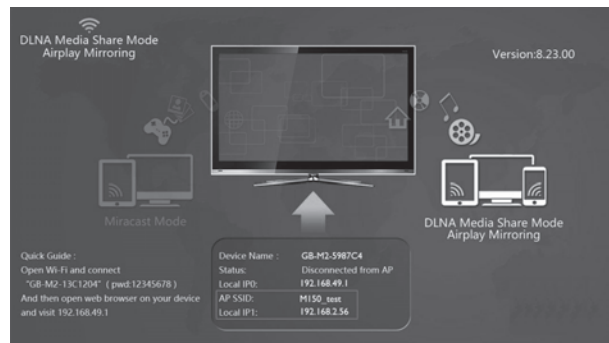 DLNA Media Share Mode
Airplay Mirroring
Version:8.23.00
Miracast Mode
DLNA Media Share Mode
Airplay Mirroring
Quick Guide :
Open Wi-Fi and connect
"GB-M2-13C1204" ( pwd:12345678 )
And then open web browser on your device
and visit 192.168.49.1
Device Name : GB-M2-5987C4
Status: Disconnected from AP
Local IP0: 192.168.49.1
AP SSID: M150_test
Local IP1: 192.168.2.56